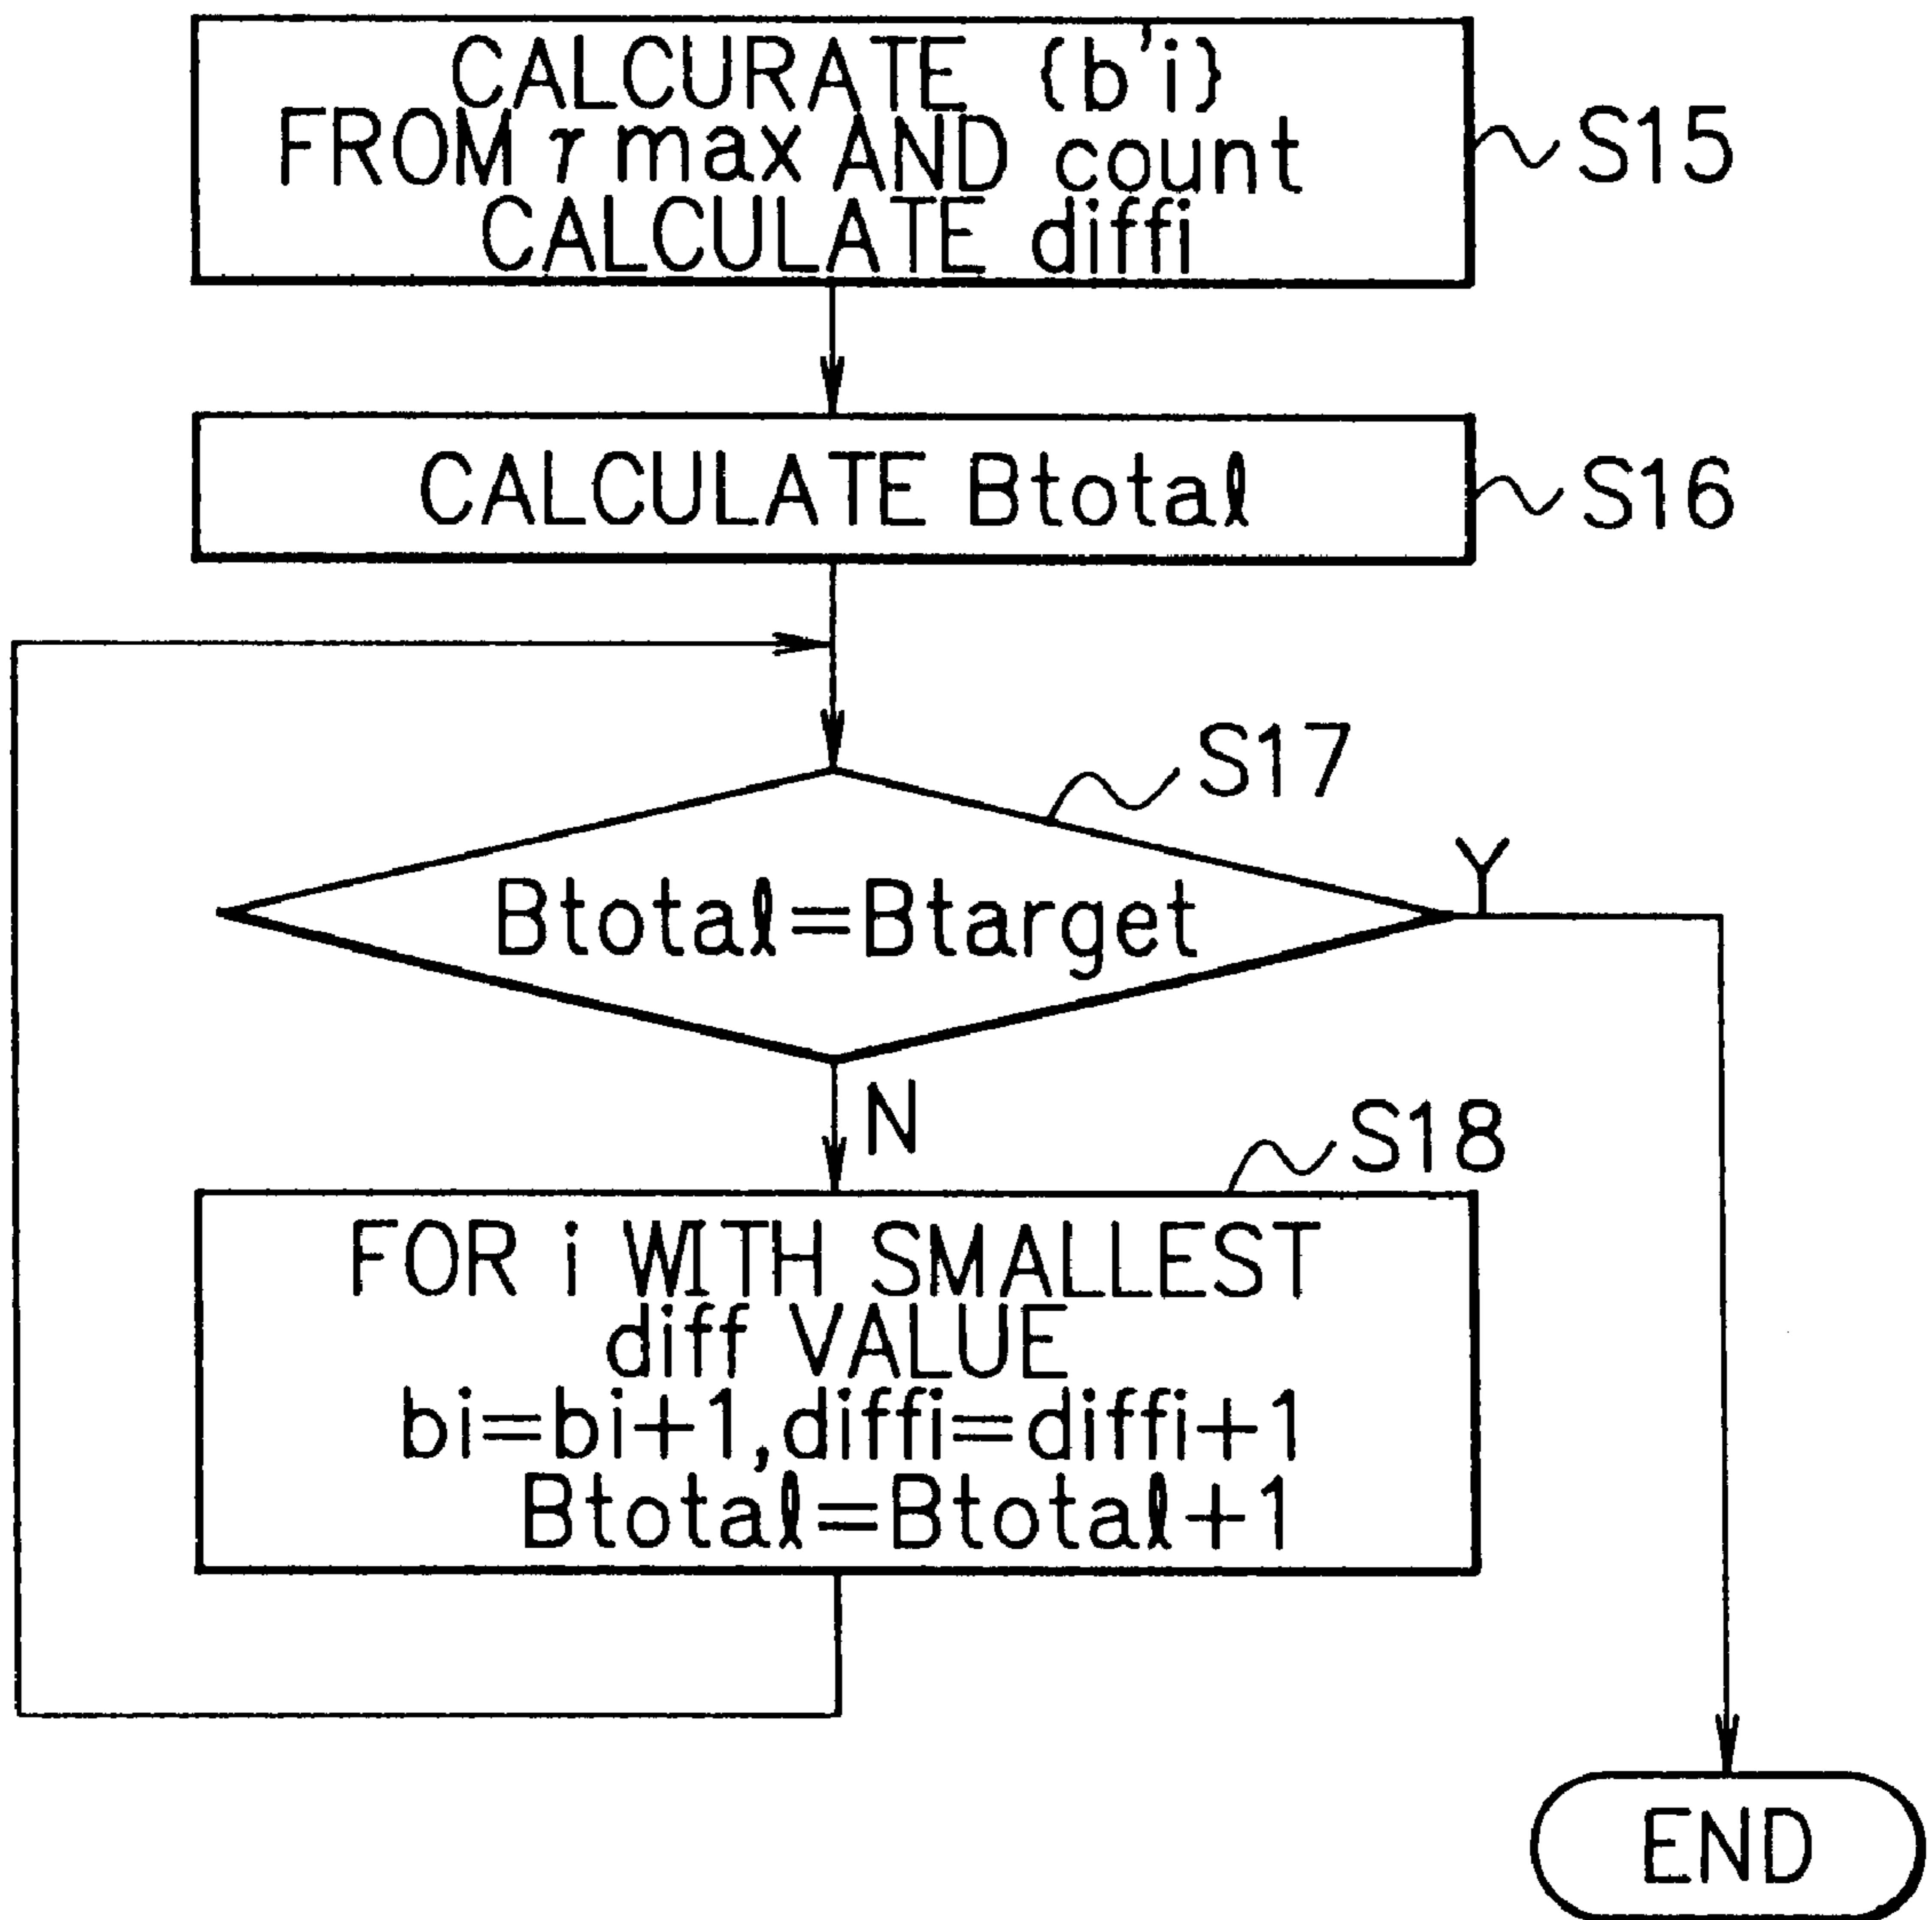 CALCURATE {b'i}
FROM γ max AND count
CALCULATE diffi
S15
CALCULATE Btotal
S16
S17
Btotal=Btarget
Y
N
S18
FOR i WITH SMALLEST
diff VALUE
bi=bi+1,diffi=diffi+1
Btotal=Btotal+1
END